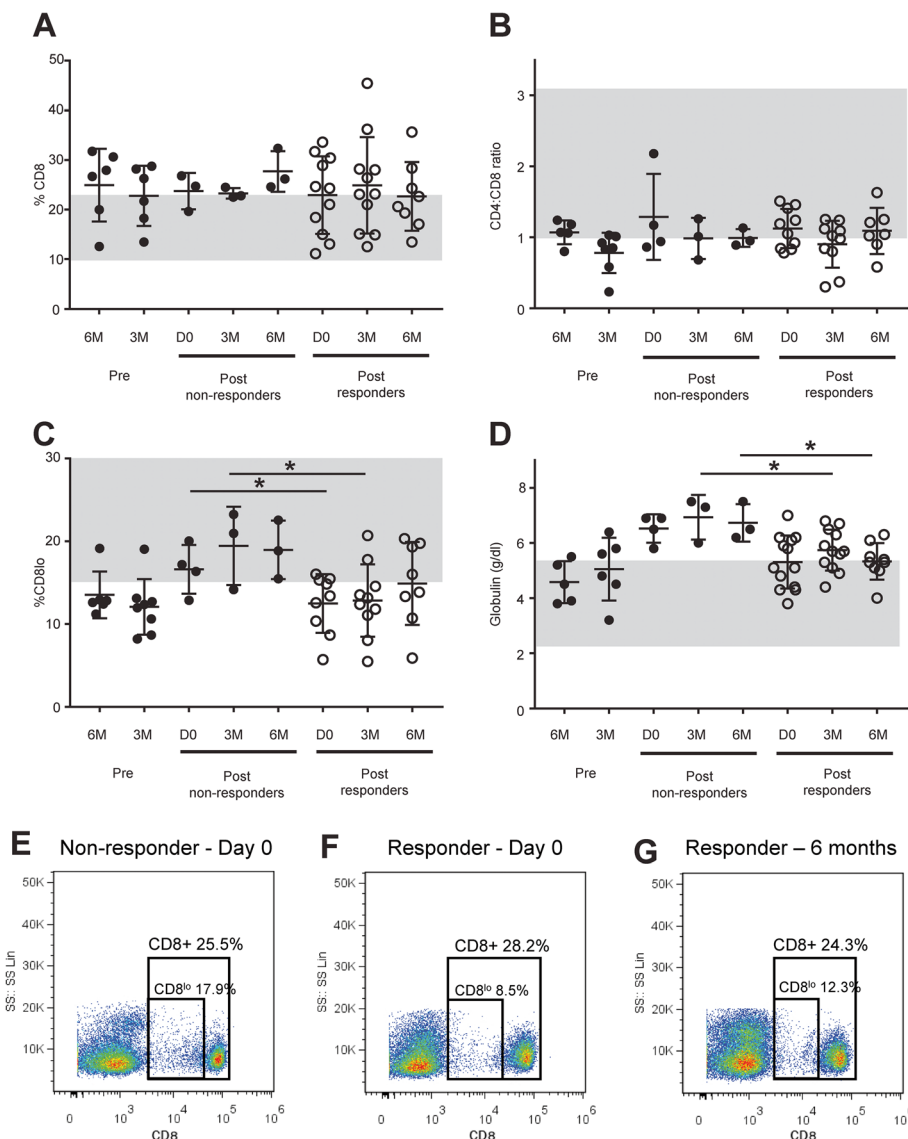 A
B
50
40
30
20
10
0
% CD8
6M 3M D0 3M 6M D0 3M 6M
Pre
Post
non-responders
Post
responders
3
2
1
0
CD4:CD8 ratio
6M 3M D0 3M 6M D0 3M 6M
Pre
Post
non-responders
Post
responders
C
D
30
20
10
0
%CD8lo
*
*
6M 3M D0 3M 6M D0 3M 6M
Pre
Post
non-responders
Post
responders
8
6
4
2
0
Globulin (g/dl)
*
*
6M 3M D0 3M 6M D0 3M 6M
Pre
Post
non-responders
Post
responders
E Non-responder - Day 0
50K
40K
30K
20K
10K
SS:: SS Lin
CD8+ 25.5%
CD8lo 17.9%
0 10^3 10^4 10^5 10^6
CD8
F Responder - Day 0
50K
40K
30K
20K
10K
SS:: SS Lin
CD8+ 28.2%
CD8lo 8.5%
0 10^3 10^4 10^5 10^6
CD8
G Responder – 6 months
50K
40K
30K
20K
10K
SS:: SS Lin
CD8+ 24.3%
CD8lo 12.3%
0 10^3 10^4 10^5 10^6
CD8